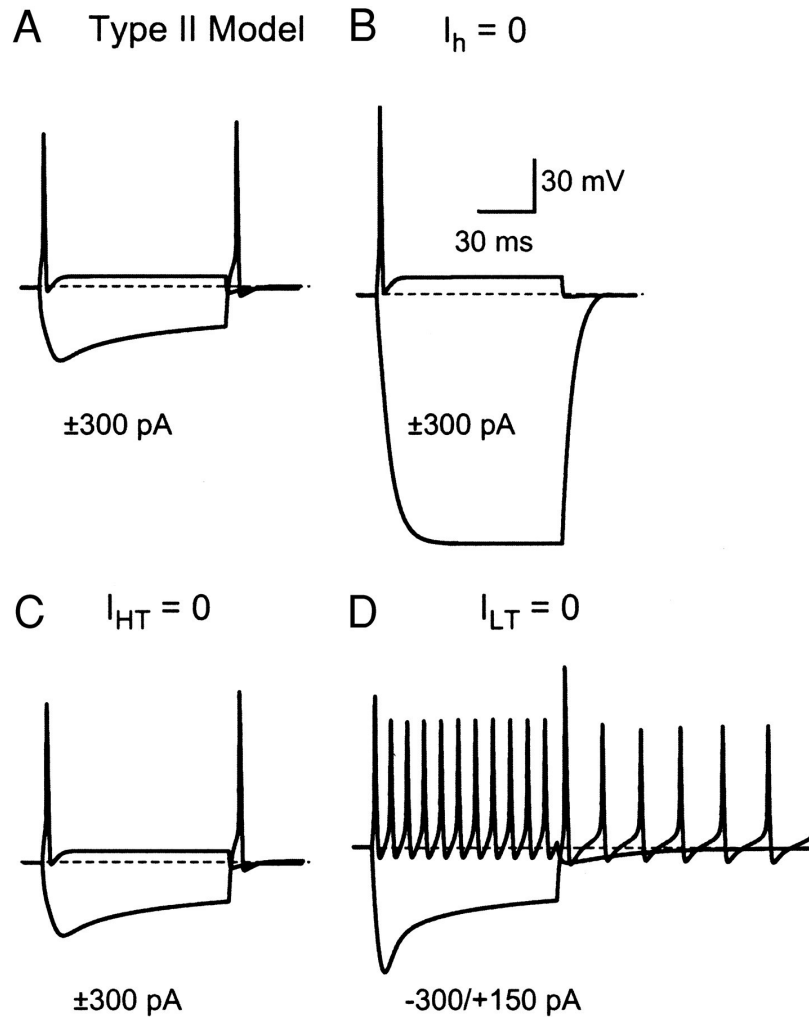 A Type II Model
B I_h = 0
30 mV
30 ms
±300 pA
±300 pA
C I_HT = 0
D I_LT = 0
±300 pA
-300/+150 pA